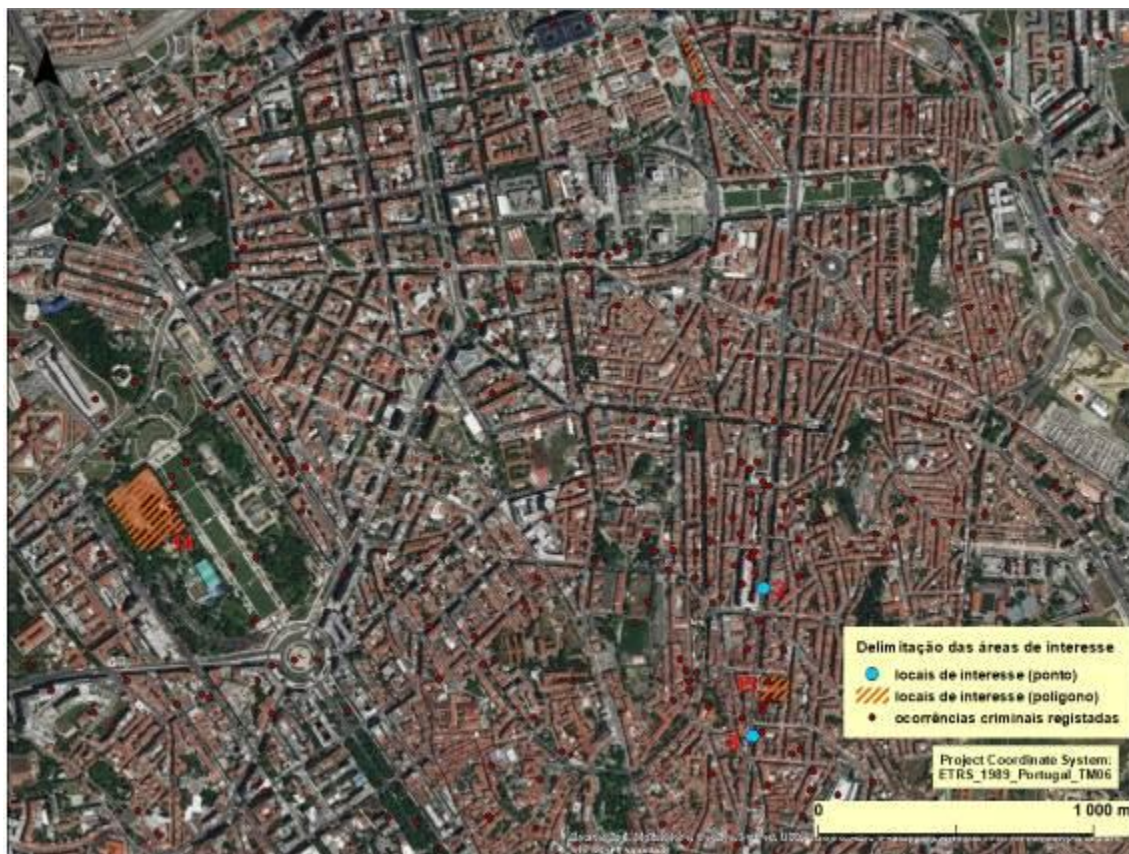 Delimitação das áreas de interesse
locais de interesse (ponto)
locais de interesse (polígono)
ocorrências criminais registadas
Project Coordinate System:
ETRS_1989_Portugal_TM06
0
1 000 m